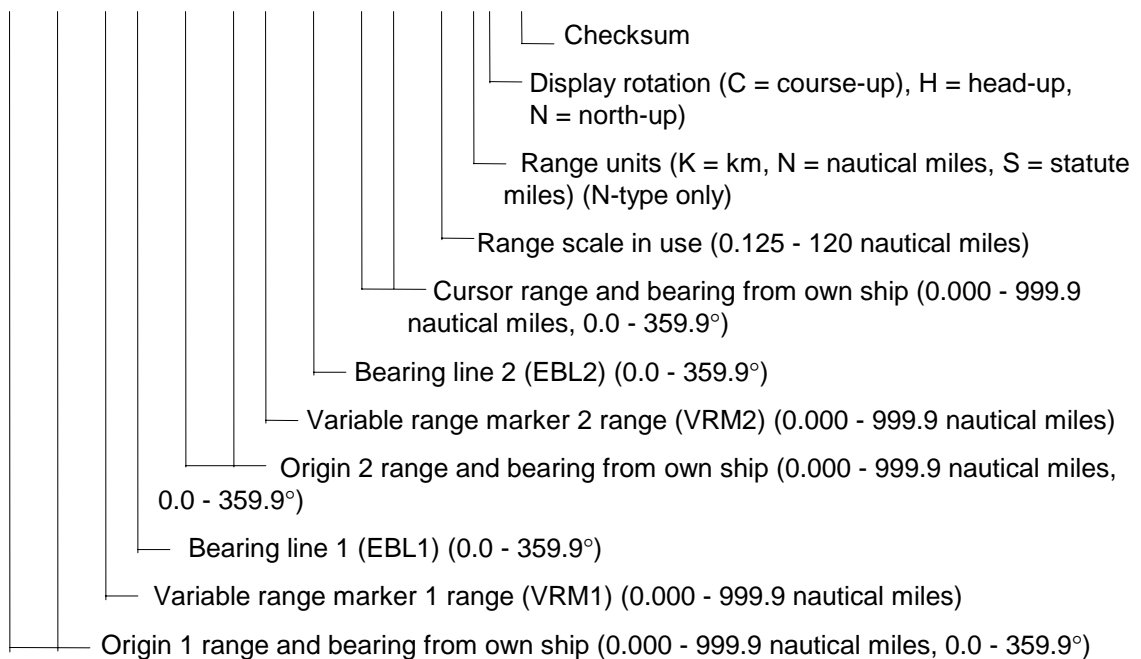 Checksum
Display rotation (C = course-up), H = head-up,
N = north-up)
Range units (K = km, N = nautical miles, S = statute
miles) (N-type only)
Range scale in use (0.125 - 120 nautical miles)
Cursor range and bearing from own ship (0.000 - 999.9
nautical miles, 0.0 - 359.9°)
Bearing line 2 (EBL2) (0.0 - 359.9°)
Variable range marker 2 range (VRM2) (0.000 - 999.9 nautical miles)
Origin 2 range and bearing from own ship (0.000 - 999.9 nautical miles,
0.0 - 359.9°)
Bearing line 1 (EBL1) (0.0 - 359.9°)
Variable range marker 1 range (VRM1) (0.000 - 999.9 nautical miles)
Origin 1 range and bearing from own ship (0.000 - 999.9 nautical miles, 0.0 - 359.9°)